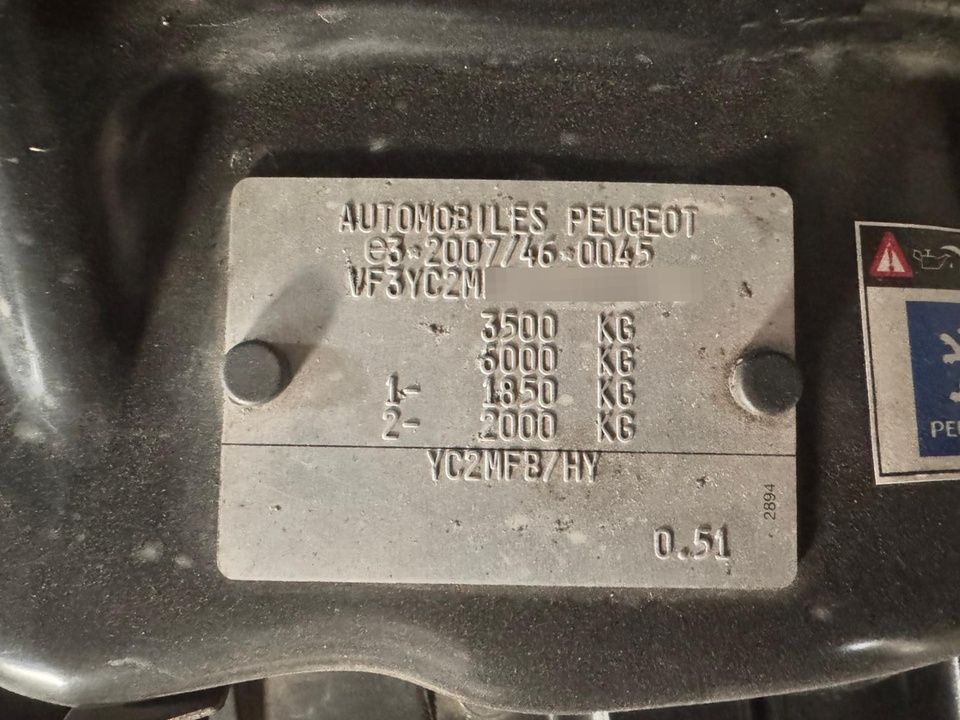 AUTOMOBILES PEUGEOT
e3*2007/46*0045
VF3YC2M
3500 KG
6000 KG
1- 1850 KG
2- 2000 KG
YC2MFB/HY
2894
0.51